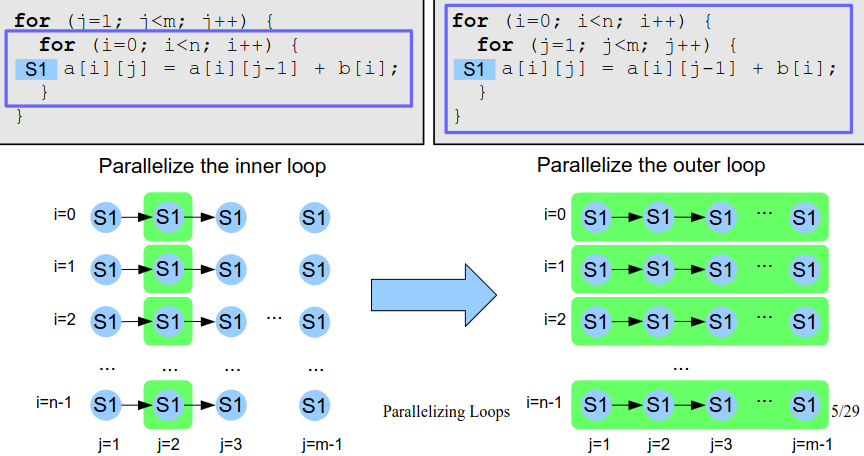 for (j=1; j<m; j++) {
for (i=0; i<n; i++) {
S1 a[i][j] = a[i][j-1] + b[i];
}
}
for (i=0; i<n; i++) {
for (j=1; j<m; j++) {
S1 a[i][j] = a[i][j-1] + b[i];
}
}
Parallelize the inner loop
i=0 S1 S1 S1 S1
i=1 S1 S1 S1 S1
i=2 S1 S1 S1 ... S1
... ... ... ...
i=n-1 S1 S1 S1 S1
j=1 j=2 j=3 j=m-1
Parallelize the outer loop
i=0 S1 S1 S1 ... S1
i=1 S1 S1 S1 ... S1
i=2 S1 S1 S1 ... S1
...
i=n-1 S1 S1 S1 ... S1
j=1 j=2 j=3 j=m-1
Parallelizing Loops
5/29